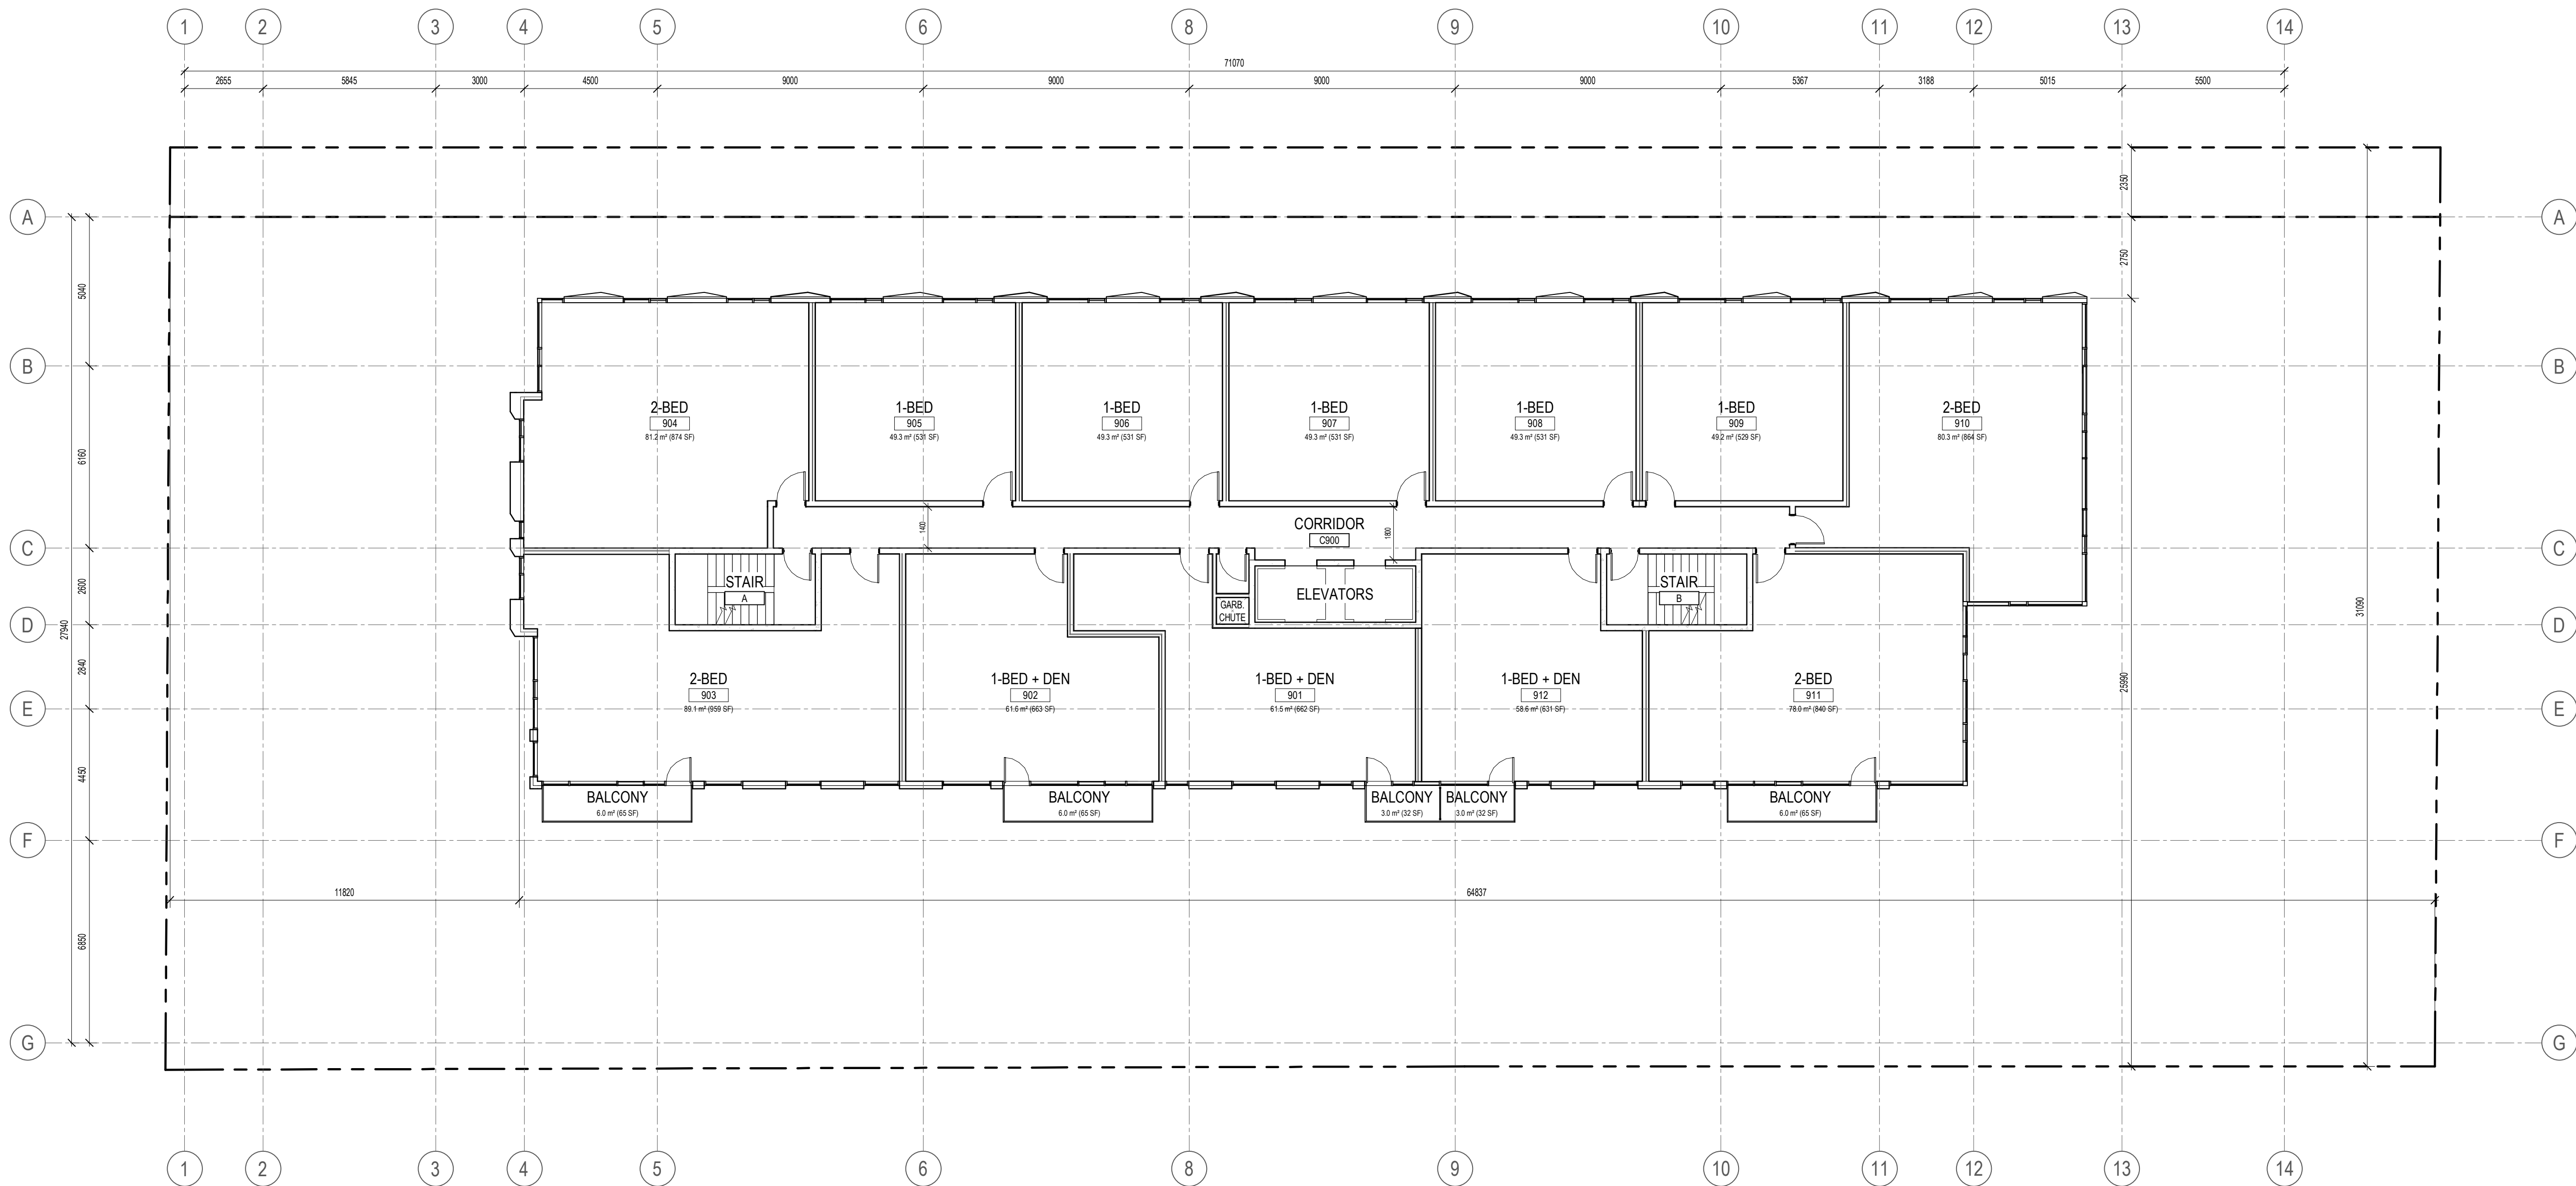 1 2 3 4 5 6 8 9 10 11 12 13 14
71070
2655 5845 3000 4500 9000 9000 9000 9000 5367 3188 5015 5500
2350
A A
2750
5040
B B
2-BED
904
81.2 m² (874 SF)
1-BED
905
49.3 m² (531 SF)
1-BED
906
49.3 m² (531 SF)
1-BED
907
49.3 m² (531 SF)
1-BED
908
49.3 m² (531 SF)
1-BED
909
49.2 m² (529 SF)
2-BED
910
80.3 m² (864 SF)
6160
1400
CORRIDOR
C900
1800
C C
STAIR
A
GARB.
CHUTE
ELEVATORS
STAIR
B
2600
31090
D D
27940
2840
2-BED
903
89.1 m² (959 SF)
1-BED + DEN
902
61.6 m² (663 SF)
1-BED + DEN
901
61.5 m² (662 SF)
1-BED + DEN
912
58.6 m² (631 SF)
2-BED
911
78.0 m² (840 SF)
25990
E E
4450
BALCONY
6.0 m² (65 SF)
BALCONY
6.0 m² (65 SF)
BALCONY
3.0 m² (32 SF)
BALCONY
3.0 m² (32 SF)
BALCONY
6.0 m² (65 SF)
F F
11820 64837
6850
G G
1 2 3 4 5 6 8 9 10 11 12 13 14